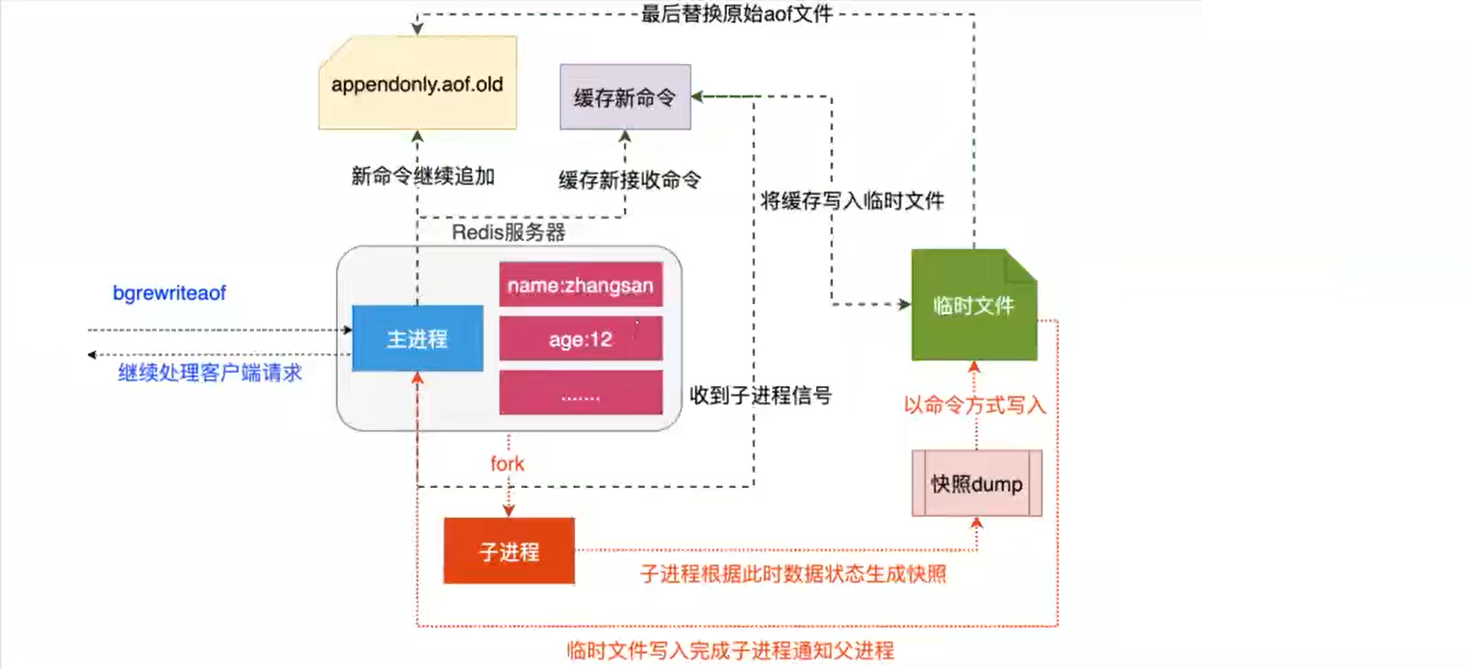 最后替换原始aof文件
appendonly.aof.old
缓存新命令
新命令继续追加
缓存新接收命令
将缓存写入临时文件
Redis服务器
name:zhangsan
bgrewriteaof
临时文件
主进程
age:12
继续处理客户端请求
.......
收到子进程信号
以命令方式写入
fork
快照dump
子进程
子进程根据此时数据状态生成快照
临时文件写入完成子进程通知父进程